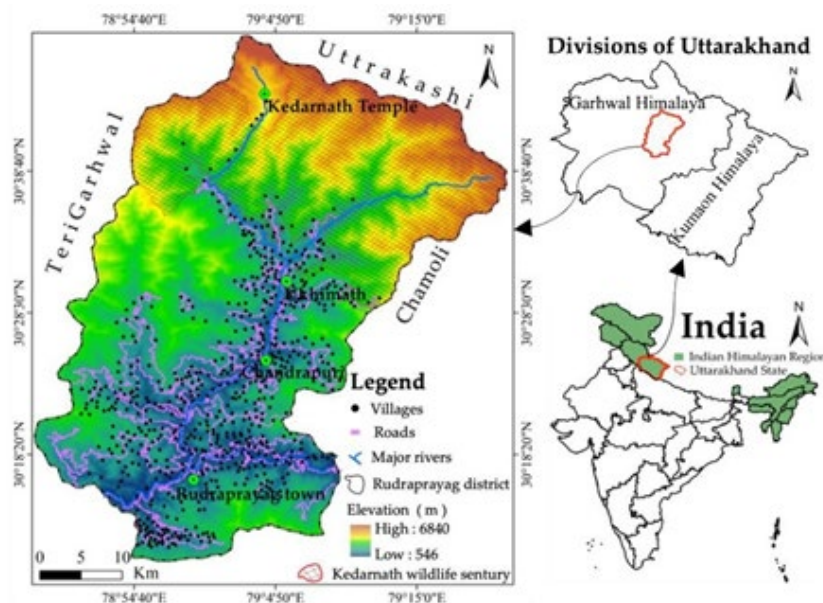 78°54'40"E
79°4'50"E
79°15'0"E
30°38'40"N
30°28'30"N
30°18'20"N
N
Uttrakashi
Kedarnath Temple
TeriGarhwal
Chamoli
Ukhimath
Chandrapuri
Rudraprayag town
Legend
Villages
Roads
Major rivers
Rudraprayag district
Elevation ( m )
High : 6840
Low : 546
Kedarnath wildlife sentury
0 5 10
Km
78°54'40"E
79°4'50"E
79°15'0"E
30°38'40"N
30°28'30"N
30°18'20"N
Divisions of Uttarakhand
N
Garhwal Himalaya
Kumaon Himalaya
India
N
Indian Himalayan Region
Uttarakhand State